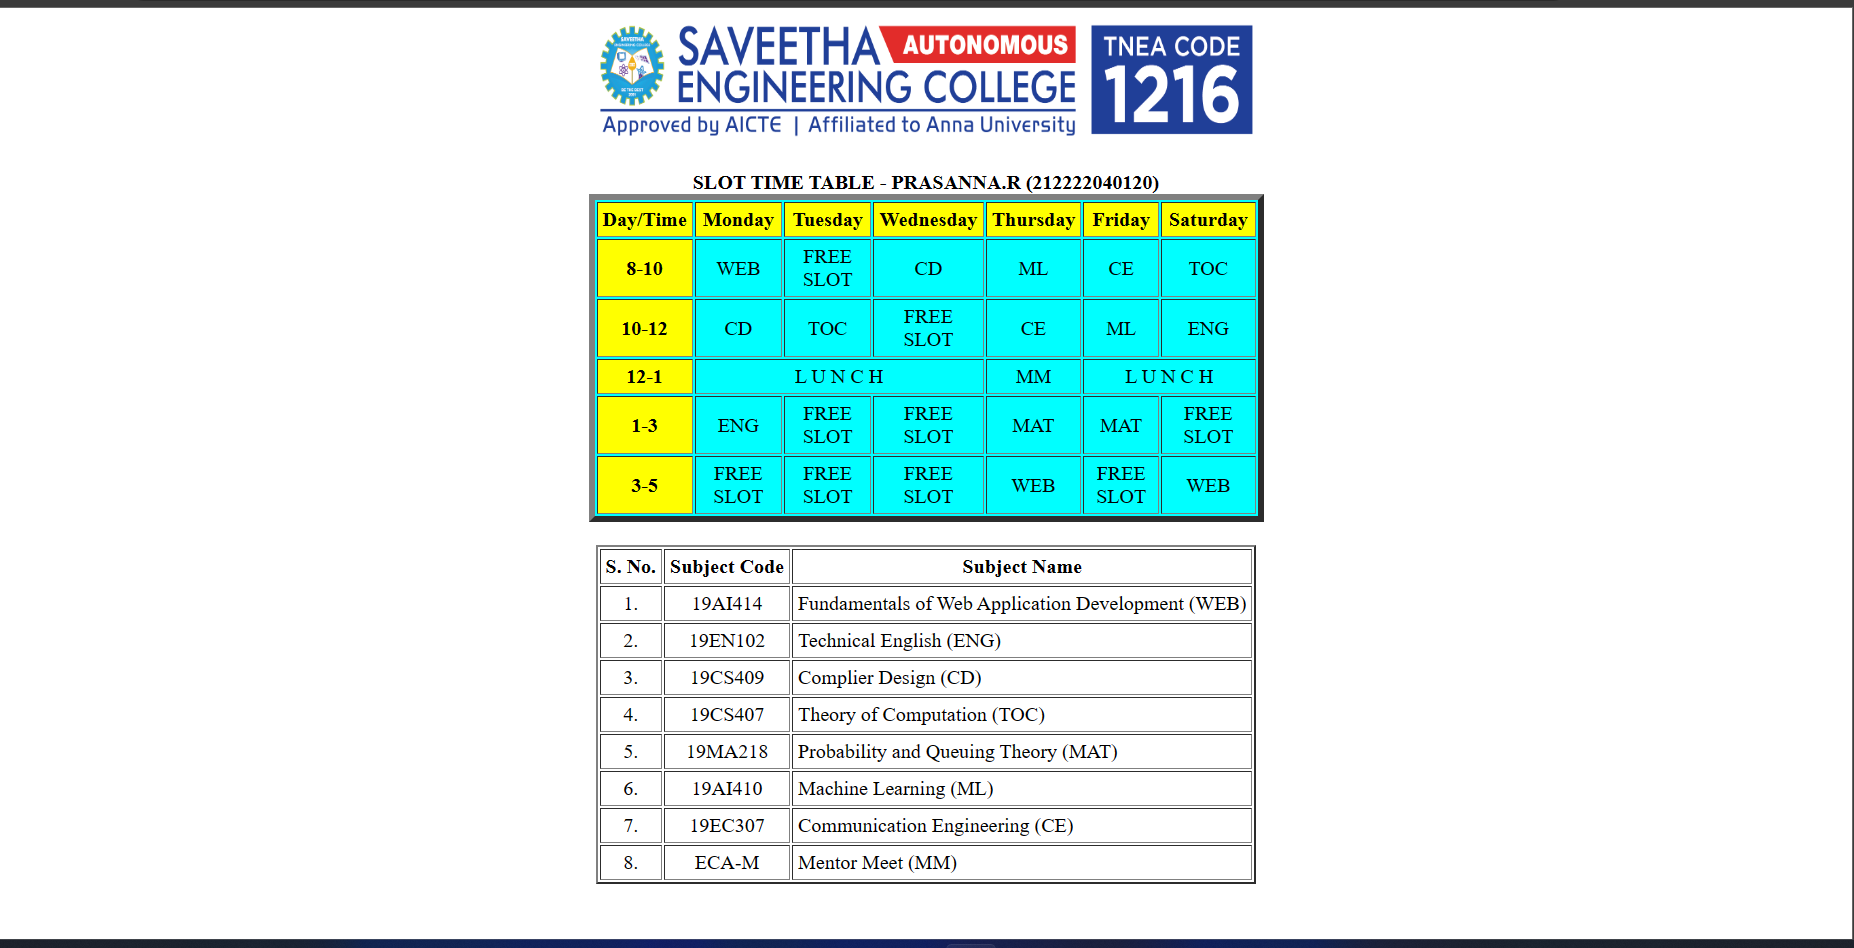 SAVEETHA AUTONOMOUS
ENGINEERING COLLEGE
Approved by AICTE | Affiliated to Anna University
TNEA CODE
1216
SAVEETHA
SLOT TIME TABLE - PRASANNA.R (212222040120)
Day/Time Monday Tuesday Wednesday Thursday Friday Saturday
8-10 WEB FREE SLOT CD ML CE TOC
10-12 CD TOC FREE SLOT CE ML ENG
12-1 L U N C H MM L U N C H
1-3 ENG FREE SLOT FREE SLOT MAT MAT FREE SLOT
3-5 FREE SLOT FREE SLOT FREE SLOT WEB FREE SLOT WEB
S. No. Subject Code Subject Name
1. 19AI414 Fundamentals of Web Application Development (WEB)
2. 19EN102 Technical English (ENG)
3. 19CS409 Complier Design (CD)
4. 19CS407 Theory of Computation (TOC)
5. 19MA218 Probability and Queuing Theory (MAT)
6. 19AI410 Machine Learning (ML)
7. 19EC307 Communication Engineering (CE)
8. ECA-M Mentor Meet (MM)